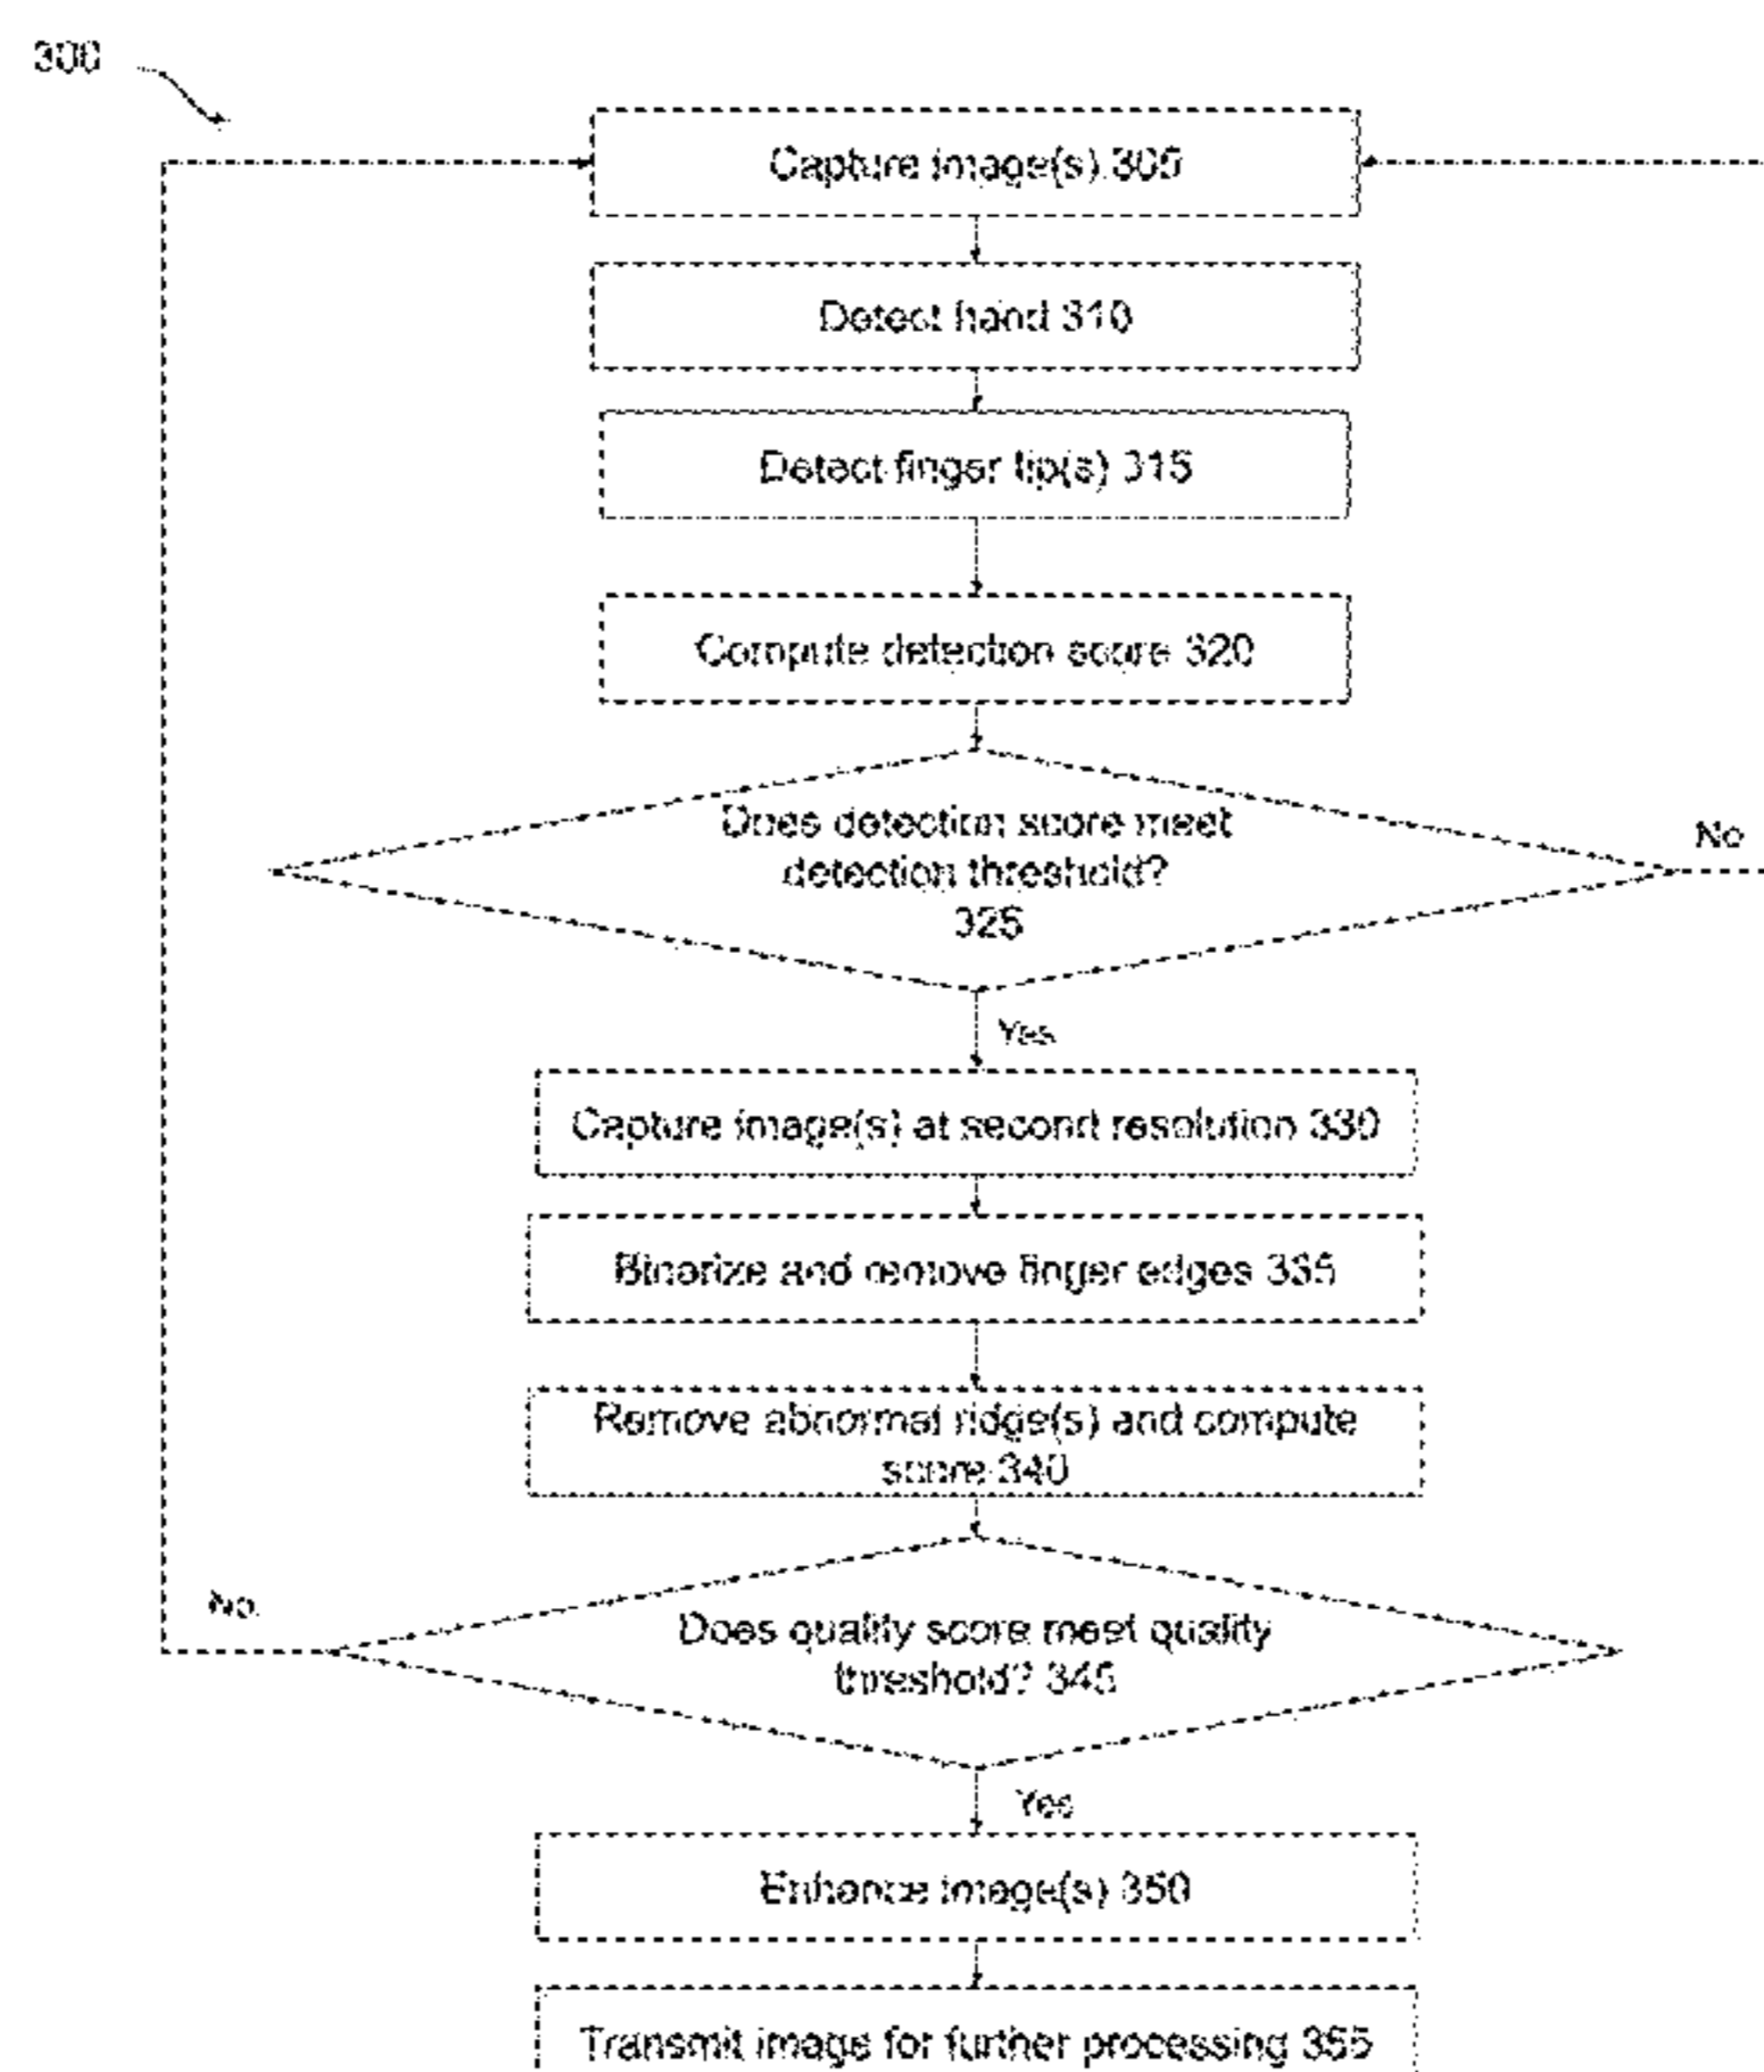 300
Capture image(s) 305
Detect hand 310
Detect finger tip(s) 315
Compute detection score 320
Does detection score meet
detection threshold?
325
No
Yes
Capture image(s) at second resolution 330
Binarize and remove finger edges 335
Remove abnormal ridge(s) and compute
score 340
No
Does quality score meet quality
threshold? 345
Yes
Enhance image(s) 350
Transmit image for further processing 355